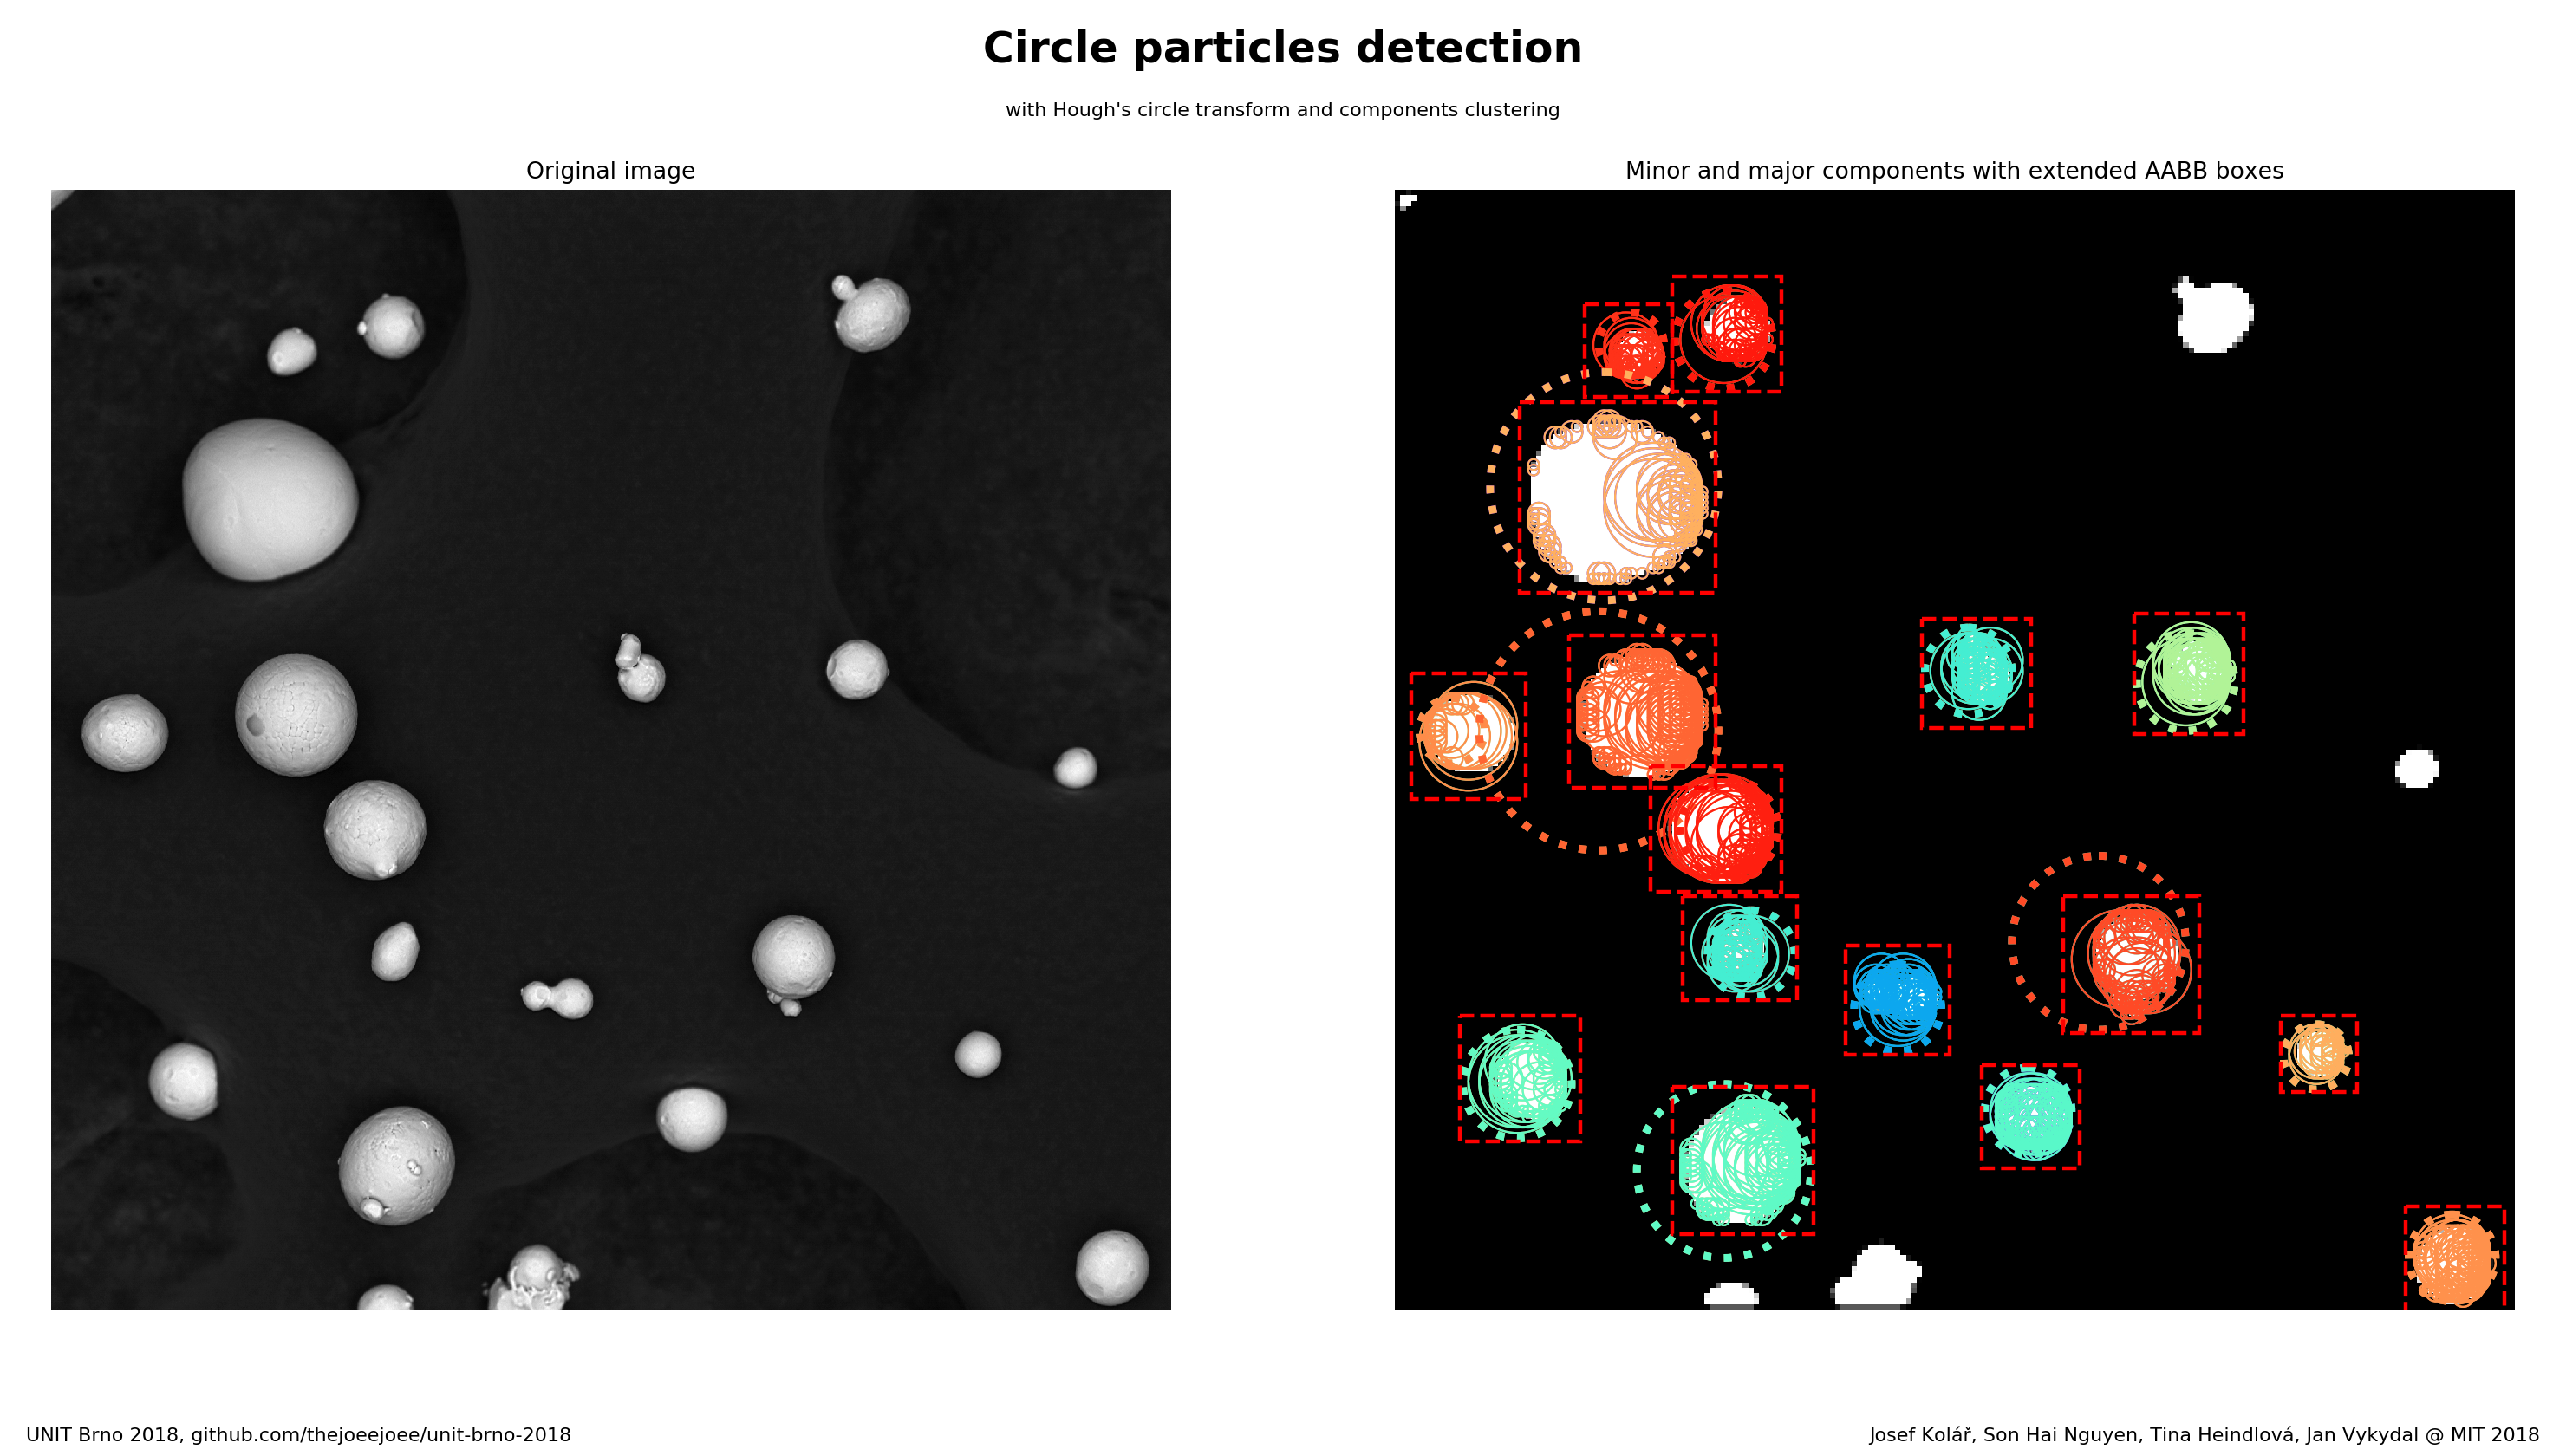 Circle particles detection
with Hough's circle transform and components clustering
Original image
Minor and major components with extended AABB boxes
UNIT Brno 2018, github.com/thejoeejoee/unit-brno-2018
Josef Kolář, Son Hai Nguyen, Tina Heindlová, Jan Vykydal @ MIT 2018